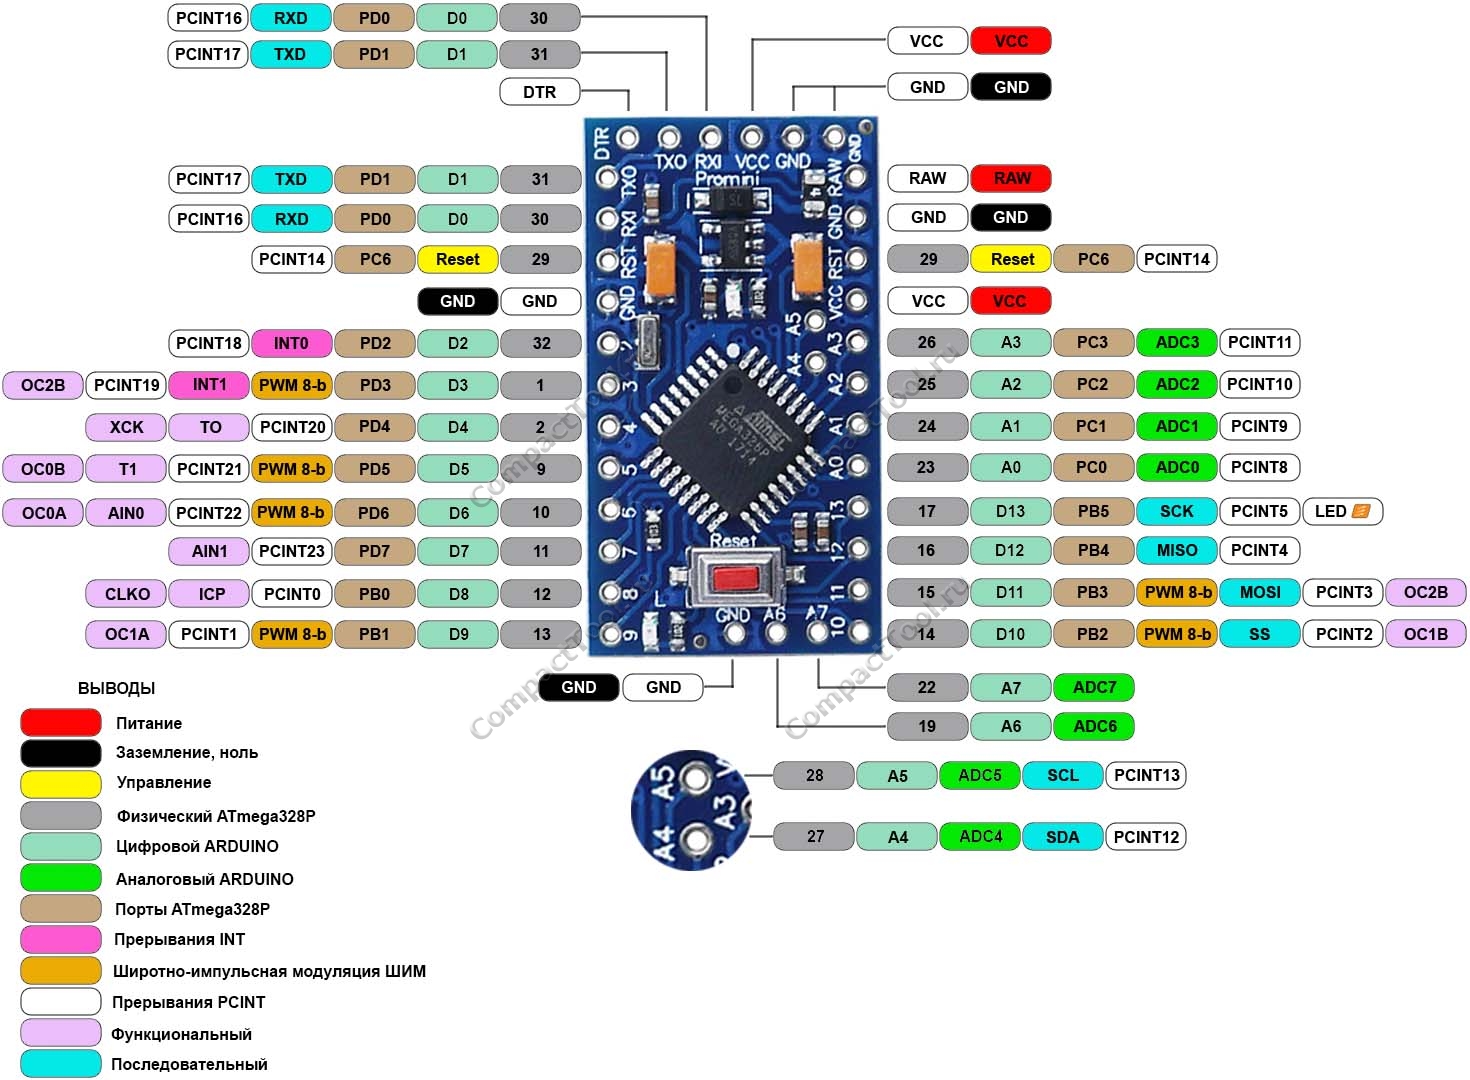 PCINT16 RXD PD0 D0 30
PCINT17 TXD PD1 D1 31
DTR
VCC VCC
GND GND
DTR TXO RXI VCC GND GND
Promini
PCINT17 TXD PD1 D1 31 TXO RAW RAW RAW
PCINT16 RXD PD0 D0 30 RXI GND GND GND
PCINT14 PC6 Reset 29 RST RST 29 Reset PC6 PCINT14
GND GND GND VCC VCC VCC
A5
A4
PCINT18 INT0 PD2 D2 32 2 A3 26 A3 PC3 ADC3 PCINT11
OC2B PCINT19 INT1 PWM 8-b PD3 D3 1 3 A2 25 A2 PC2 ADC2 PCINT10
XCK TO PCINT20 PD4 D4 2 4 A1 24 A1 PC1 ADC1 PCINT9
ATMEL
MEGA328P
AU 1714
OC0B T1 PCINT21 PWM 8-b PD5 D5 9 5 A0 23 A0 PC0 ADC0 PCINT8
OC0A AIN0 PCINT22 PWM 8-b PD6 D6 10 6 13 17 D13 PB5 SCK PCINT5 LED
Reset
AIN1 PCINT23 PD7 D7 11 7 12 16 D12 PB4 MISO PCINT4
CLKO ICP PCINT0 PB0 D8 12 8 L 11 15 D11 PB3 PWM 8-b MOSI PCINT3 OC2B
GND A6 A7
OC1A PCINT1 PWM 8-b PB1 D9 13 9 10 14 D10 PB2 PWM 8-b SS PCINT2 OC1B
GND GND
22 A7 ADC7
19 A6 ADC6
A5 A3 A4
28 A5 ADC5 SCL PCINT13
27 A4 ADC4 SDA PCINT12
ВЫВОДЫ
Питание
Заземление, ноль
Управление
Физический ATmega328P
Цифровой ARDUINO
Аналоговый ARDUINO
Порты ATmega328P
Прерывания INT
Широтно-импульсная модуляция ШИМ
Прерывания PCINT
Функциональный
Последовательный
CompactTool.ru
CompactTool.ru
CompactTool.ru
CompactTool.ru